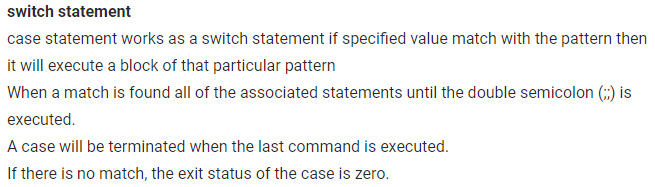 switch statement
case statement works as a switch statement if specified value match with the pattern then
it will execute a block of that particular pattern
When a match is found all of the associated statements until the double semicolon (;;) is
executed.
A case will be terminated when the last command is executed.
If there is no match, the exit status of the case is zero.